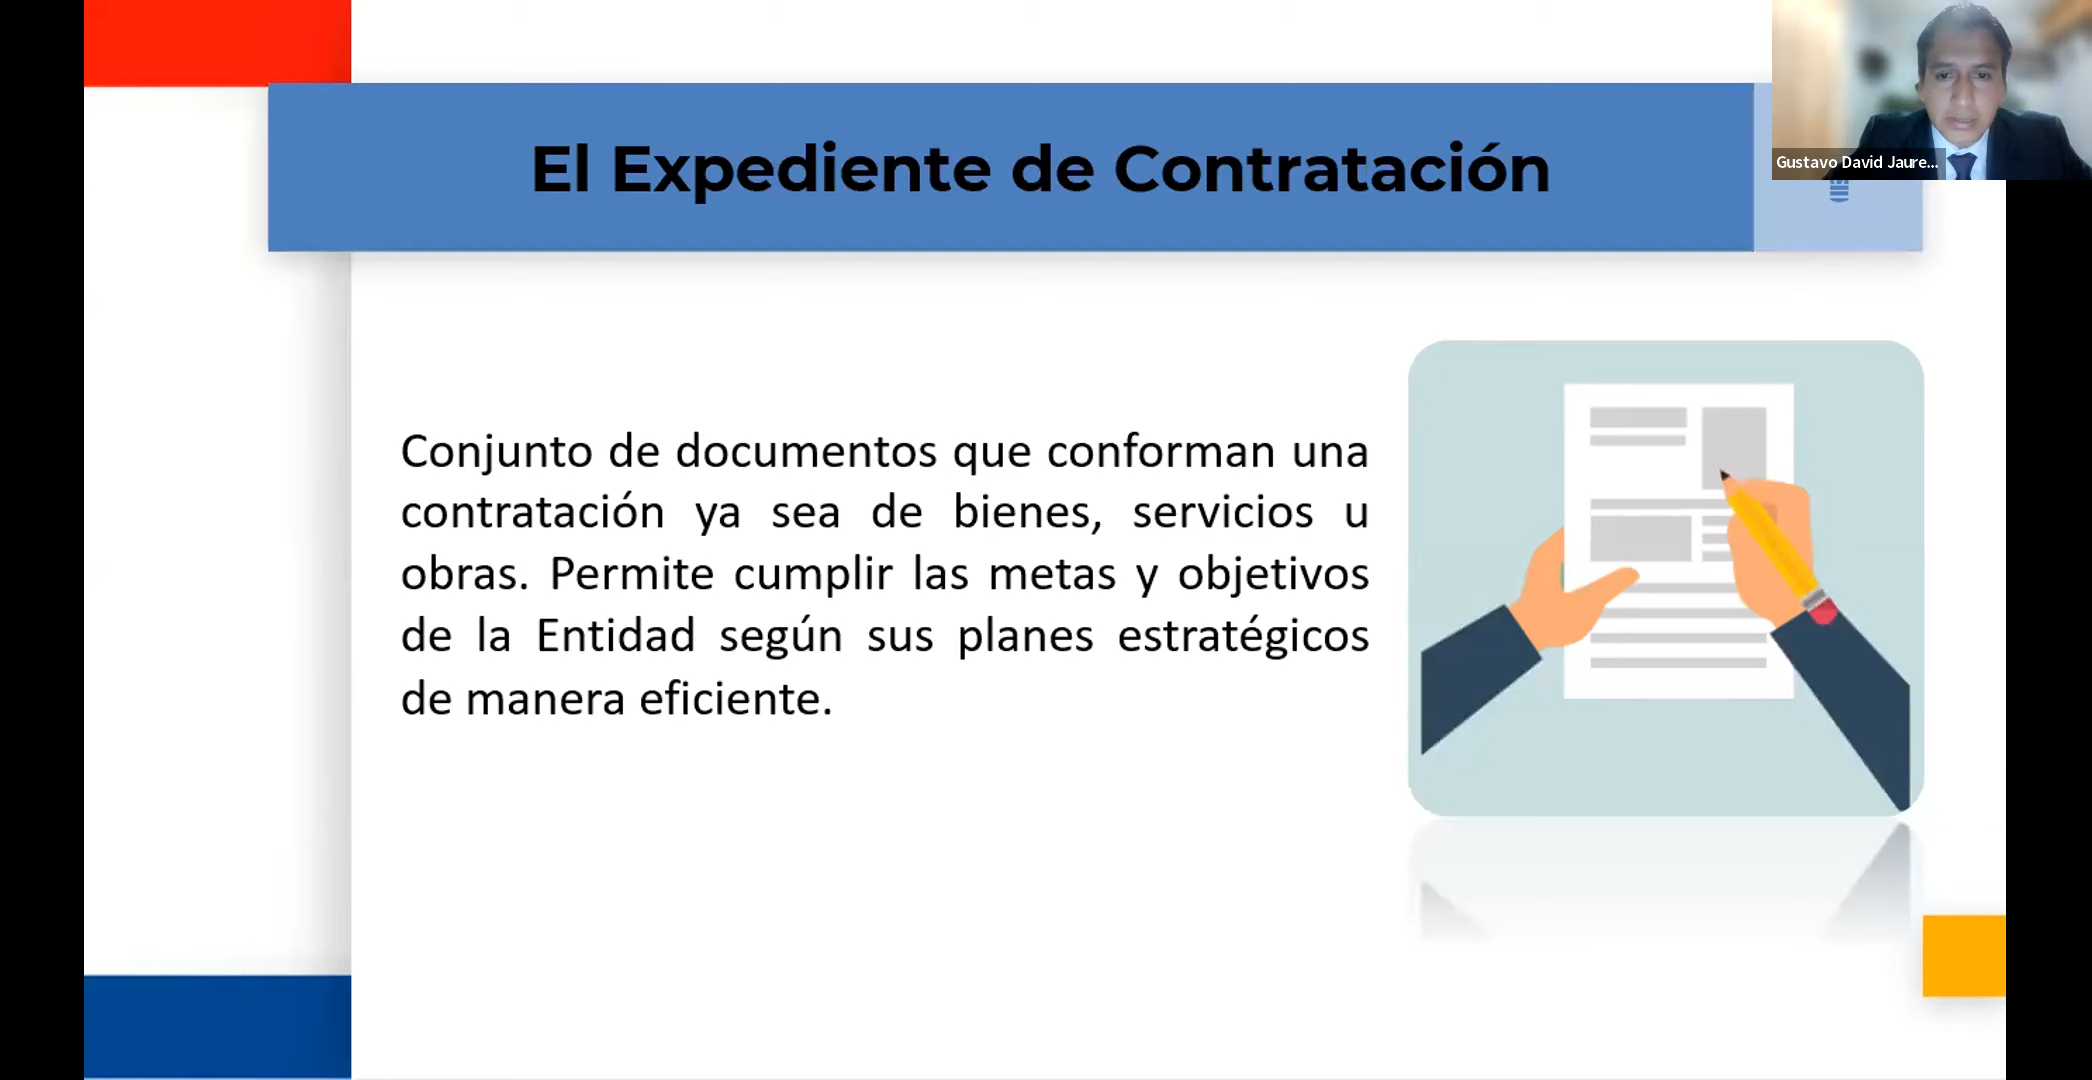 El Expediente de Contratación
Gustavo David Jaure...
Conjunto de documentos que conforman una
contratación ya sea de bienes, servicios u
obras. Permite cumplir las metas y objetivos
de la Entidad según sus planes estratégicos
de manera eficiente.